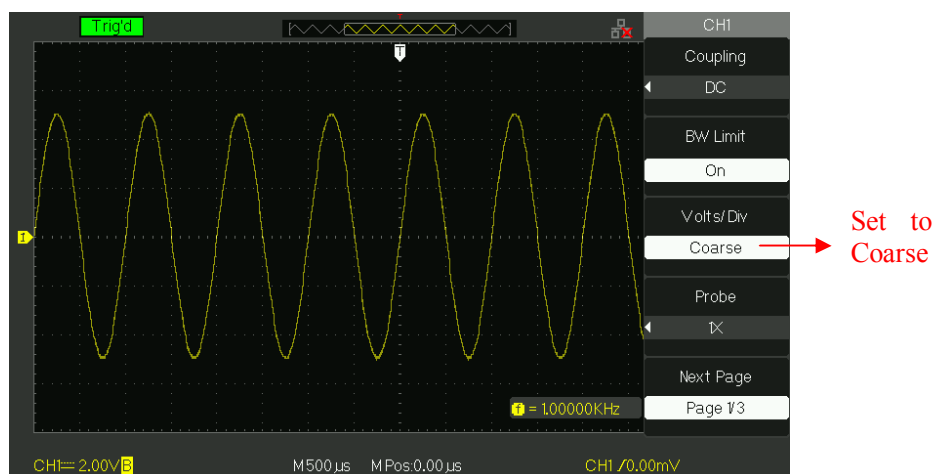 Trig'd
T
CH1
Coupling
DC
BW Limit
On
Volts/Div
Coarse
Set to
Coarse
Probe
1X
Next Page
Page 1/3
1
f = 1.00000KHz
CH1 2.00V B
M 500µs M Pos:0.00µs
CH1 /0.00mV